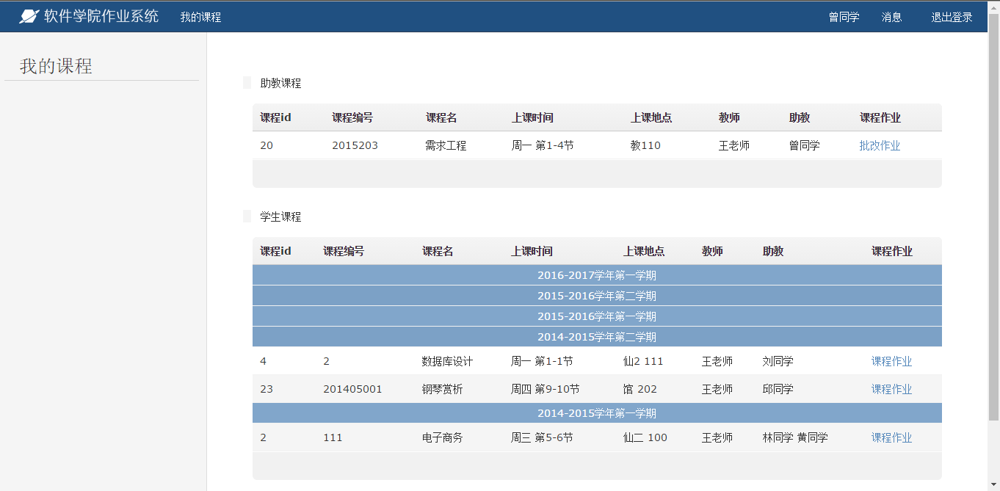 软件学院作业系统 我的课程 曾同学 消息 退出登录
我的课程
助教课程
课程id 课程编号 课程名 上课时间 上课地点 教师 助教 课程作业
20 2015203 需求工程 周一 第1-4节 教110 王老师 曾同学 批改作业
学生课程
课程id 课程编号 课程名 上课时间 上课地点 教师 助教 课程作业
2016-2017学年第一学期
2015-2016学年第二学期
2015-2016学年第一学期
2014-2015学年第二学期
4 2 数据库设计 周一 第1-1节 仙2 111 王老师 刘同学 课程作业
23 201405001 钢琴赏析 周四 第9-10节 馆 202 王老师 邱同学 课程作业
2014-2015学年第一学期
2 111 电子商务 周三 第5-6节 仙二 100 王老师 林同学 黄同学 课程作业